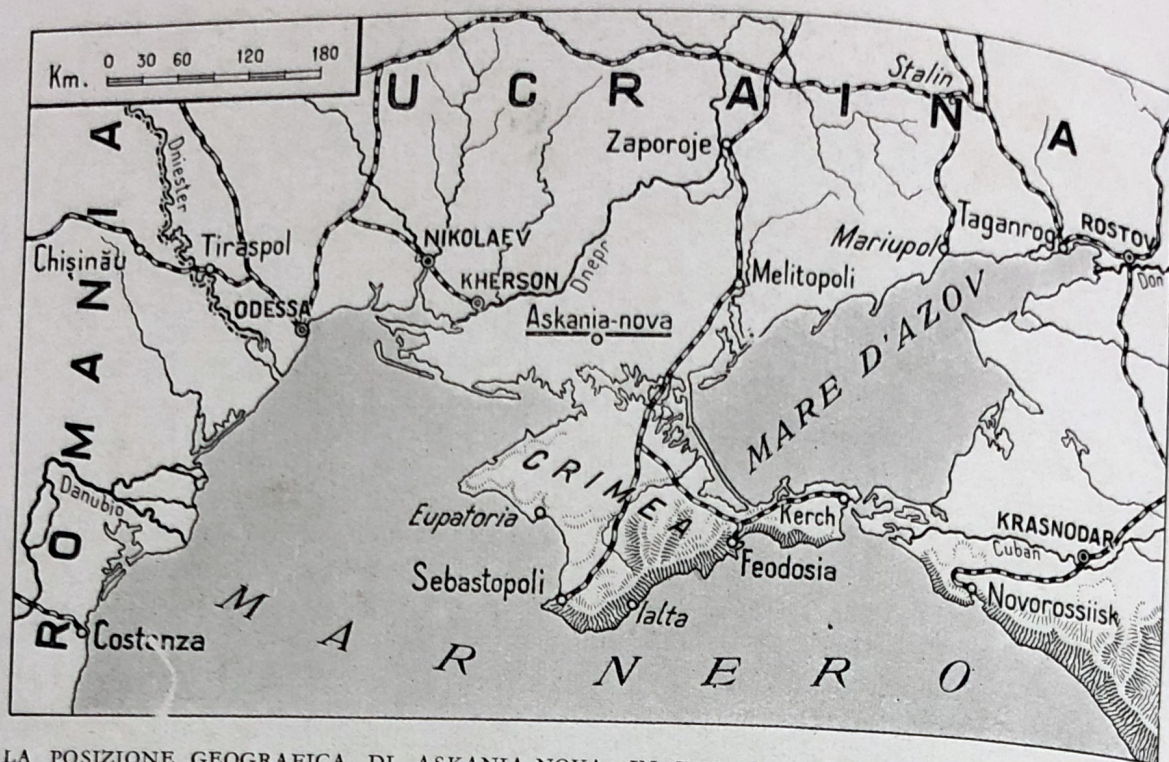 Km. 0 30 60 120 180
UCRAINA
Stalin
Zaporoje
ROMANIA
Dniester
Chișinău
Tiraspol
ODESSA
NIKOLAEV
KHERSON
Dnepr
Askania-nova
Melitopoli
Mariupol
Taganrog
ROSTOV
Don
MARE D'AZOV
CRIMEA
Danubio
Eupatoria
Sebastopoli
Ialta
Feodosia
Kerch
KRASNODAR
Cuban
Novorossiisk
Costanza
MAR NERO
LA POSIZIONE GEOGRAFICA DI ASKANIA-NOVA